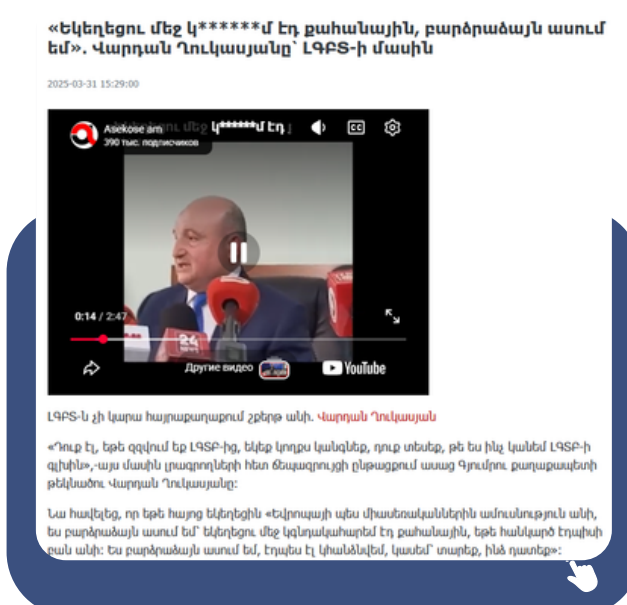 «Եկեղեցու մեջ կ******մ էդ քահանային, բարձրաձայն ասում
եմ». Վարդան Ղուկասյանը՝ ԼԳԲՏ-ի մասին
2025-03-31 15:29:00
Asekose am
390 тыс. подписчиков
կ******մ էդ
0:14 / 2:47
24
NEWS
Другие видео
YouTube
ԼԳԲՏ-ն չի կարա հայրաքաղաքում շքերթ անի. Վարդան Ղուկասյան
«Դուք էլ, եթե զզվում եք ԼԳՏԲ-ից, եկեք կողքս կանգնեք, դուք տեսեք, թե ես ինչ կանեմ ԼԳՏԲ-ի
գլխին»,-այս մասին լրագրողների հետ ճեպազրույցի ընթացքում ասաց Գյումրու քաղաքապետի
թեկնածու Վարդան Ղուկասյանը:
Նա հավելեց, որ եթե հայոց եկեղեցին «Եվրոպայի պես միասեռականներին ամուսնություն անի,
ես բարձրաձայն ասում եմ՝ եկեղեցու մեջ կգնդակահարեմ էդ քահանային, եթե հանկարծ էդպիսի
բան անի: Ես բարձրաձայն ասում եմ, էդպես էլ կհանձնվեմ, կասեմ՝ տարեք, ինձ դատեք»: